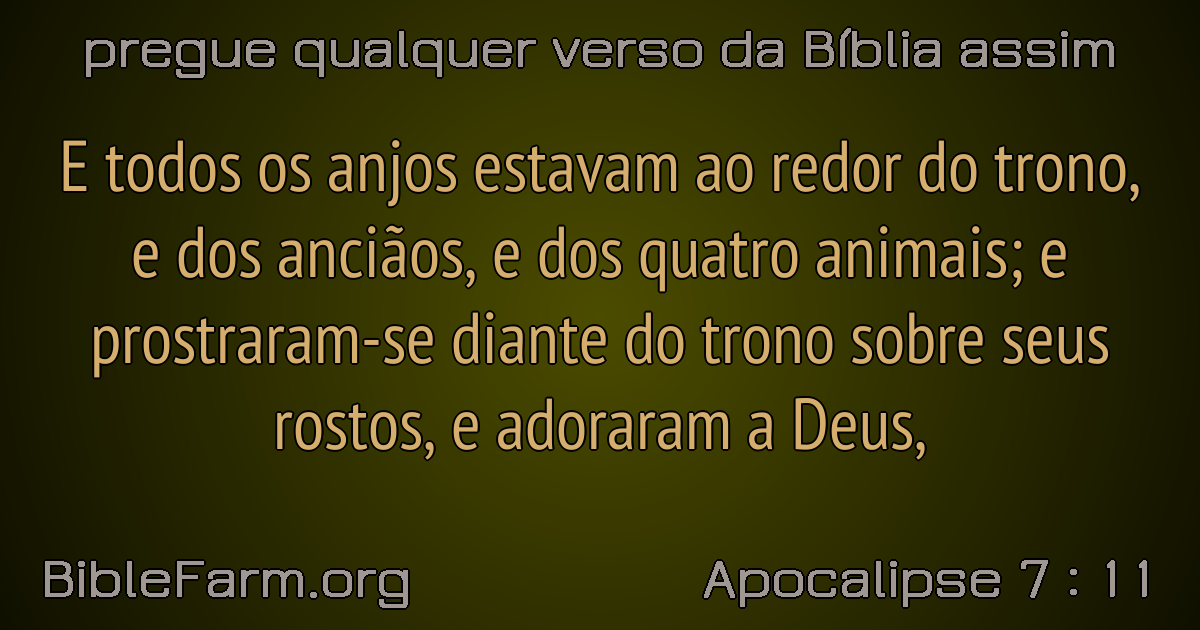 pregue qualquer verso da Bíblia assim
E todos os anjos estavam ao redor do trono,
e dos anciãos, e dos quatro animais; e
prostraram-se diante do trono sobre seus
rostos, e adoraram a Deus,
BibleFarm.org
Apocalipse 7 : 11